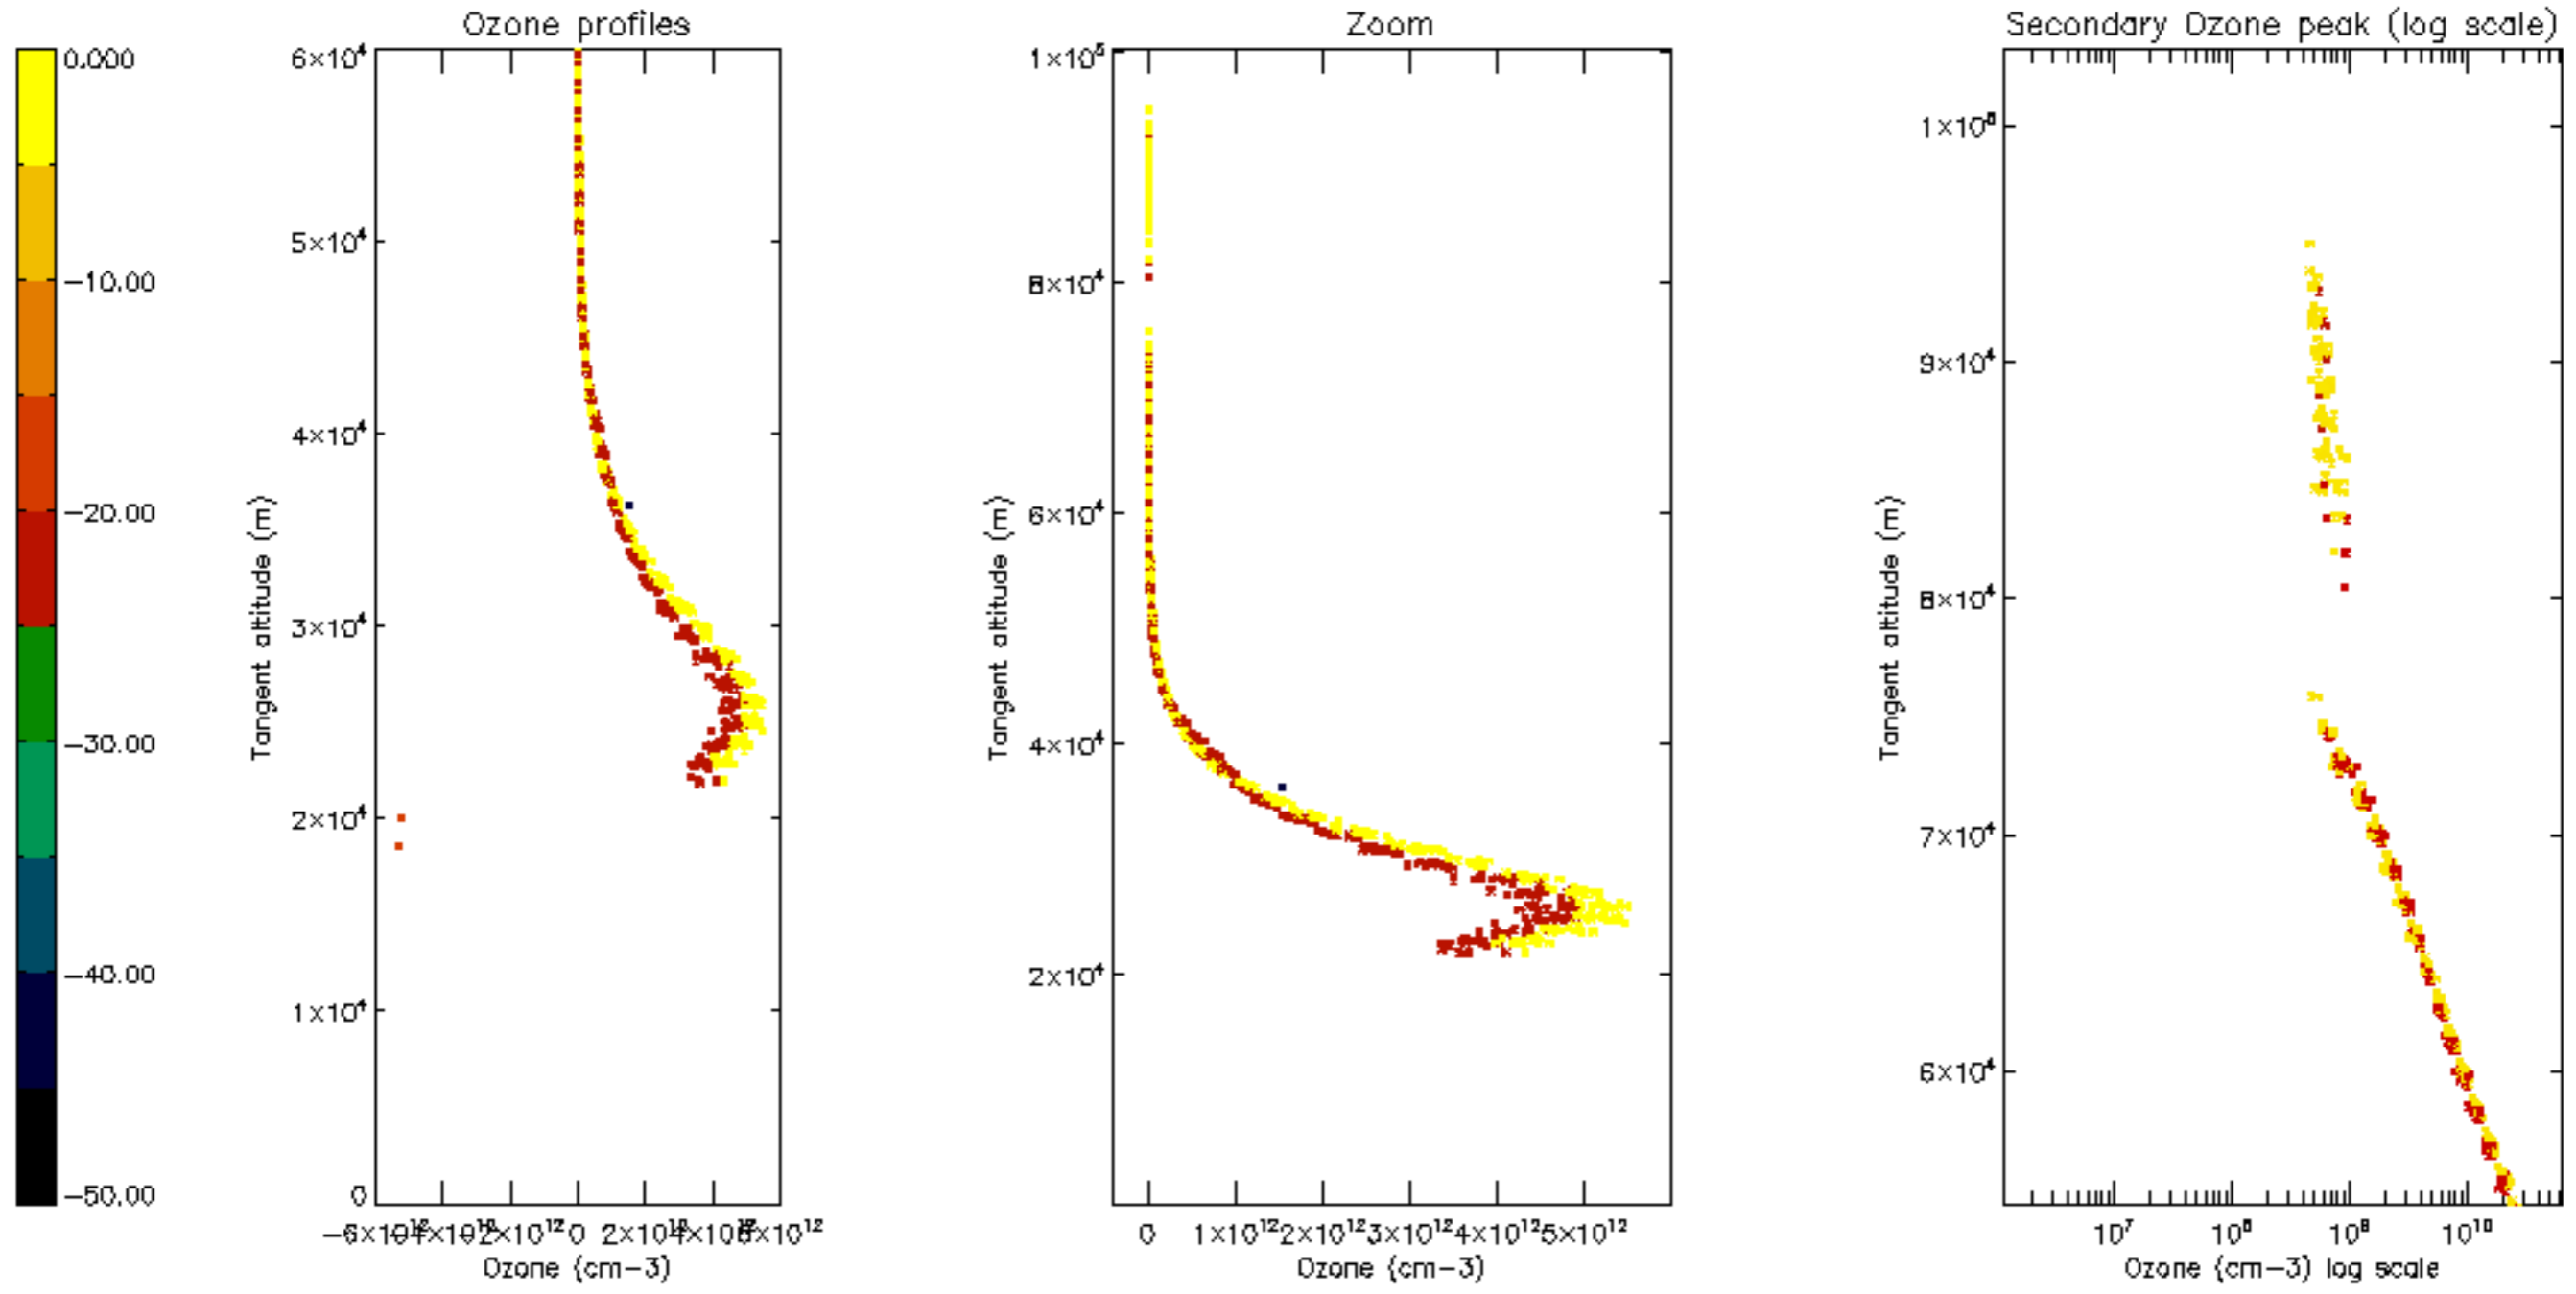 Ozone profiles
Zoom
Secondary Ozone peak (log scale)
0.000
−10.00
−20.00
−30.00
−40.00
−50.00
6×10⁴
5×10⁴
4×10⁴
3×10⁴
2×10⁴
1×10⁴
0
Tangent altitude (m)
0
Ozone (cm−3)
1×10⁵
8×10⁴
6×10⁴
4×10⁴
2×10⁴
Tangent altitude (m)
0 1×10¹² 2×10¹² 3×10¹² 4×10¹² 5×10¹²
Ozone (cm−3)
9×10⁴
8×10⁴
7×10⁴
6×10⁴
Tangent altitude (m)
10⁷ 10⁸ 10⁹ 10¹⁰
Ozone (cm−3) log scale